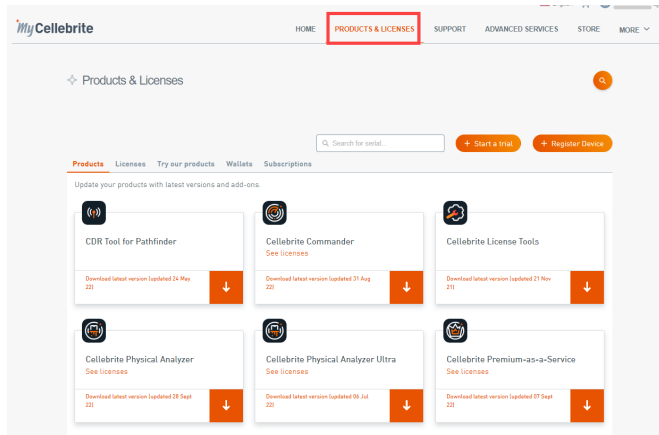 MyCellebrite
HOME
PRODUCTS & LICENSES
SUPPORT
ADVANCED SERVICES
STORE
MORE
Products & Licenses
Search for serial...
+ Start a trial
+ Register Device
Products
Licenses
Try our products
Wallets
Subscriptions
Update your products with latest versions and add-ons.
CDR Tool for Pathfinder
Download latest version (updated 24 May
22)
Cellebrite Commander
See licenses
Download latest version (updated 31 Aug
22)
Cellebrite License Tools
Download latest version (updated 21 Nov
21)
Cellebrite Physical Analyzer
See licenses
Download latest version (updated 28 Sept
22)
Cellebrite Physical Analyzer Ultra
See licenses
Download latest version (updated 06 Jul
22)
Cellebrite Premium-as-a-Service
See licenses
Download latest version (updated 07 Sept
22)